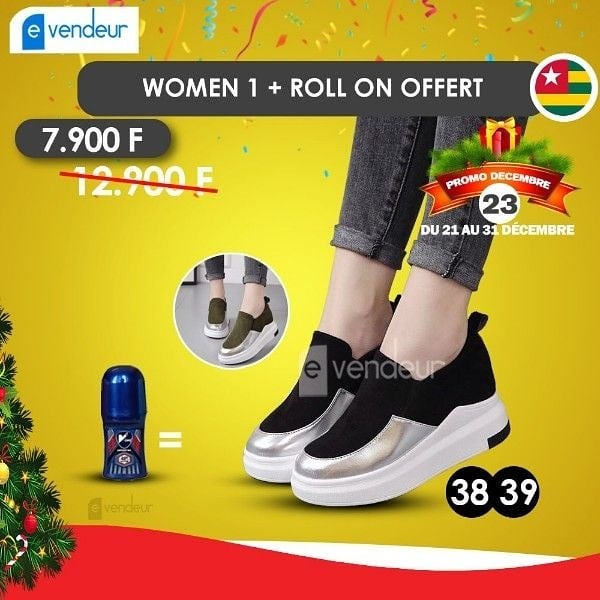 e vendeur
WOMEN 1 + ROLL ON OFFERT
7.900 F
12.900 F
PROMO DECEMBRE
23
DU 21 AU 31 DÉCEMBRE
e vendeur
=
38 39
e vendeur